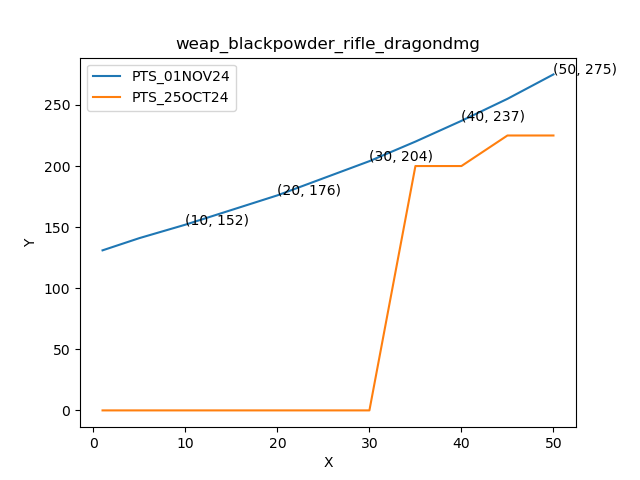 weap_blackpowder_rifle_dragondmg
PTS_01NOV24
PTS_25OCT24
(50, 275)
(40, 237)
(30, 204)
(20, 176)
(10, 152)
250
200
150
100
50
0
Y
0 10 20 30 40 50
X